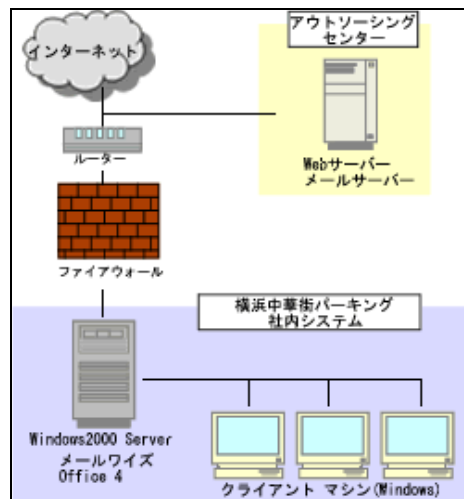 インターネット
アウトソーシング
センター
ルーター
Webサーバー
メールサーバー
ファイアウォール
横浜中華街パーキング
社内システム
Windows2000 Server
メールワイズ
Office 4
クライアント マシン(Windows)